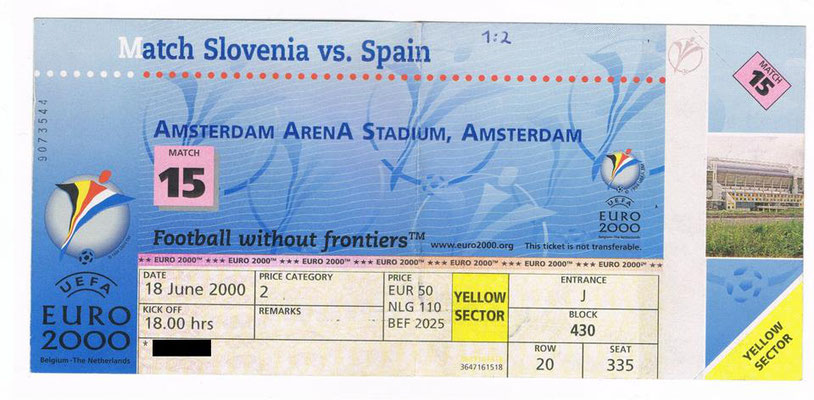 Match Slovenia vs. Spain
1:2
MATCH
15
9073544
AMSTERDAM ARENA STADIUM, AMSTERDAM
MATCH
15
UEFA
EURO
2000
Belgium - The Netherlands
Football without frontiers™
www.euro2000.org
This ticket is not transferable.
★★ EURO 2000™ ★★★ EURO 2000™ ★★★ EURO 2000™ ★★★ EURO 2000™ ★★★ EURO 2000™ ★★★ EURO 2000™ ★★★ EURO 2000™ ★★
UEFA
EURO
2000
Belgium - The Netherlands
DATE
18 June 2000
PRICE CATEGORY
2
PRICE
EUR 50
NLG 110
BEF 2025
YELLOW
SECTOR
ENTRANCE
J
KICK OFF
18.00 hrs
REMARKS
BLOCK
430
*
3647161518
ROW
20
SEAT
335
YELLOW
SECTOR